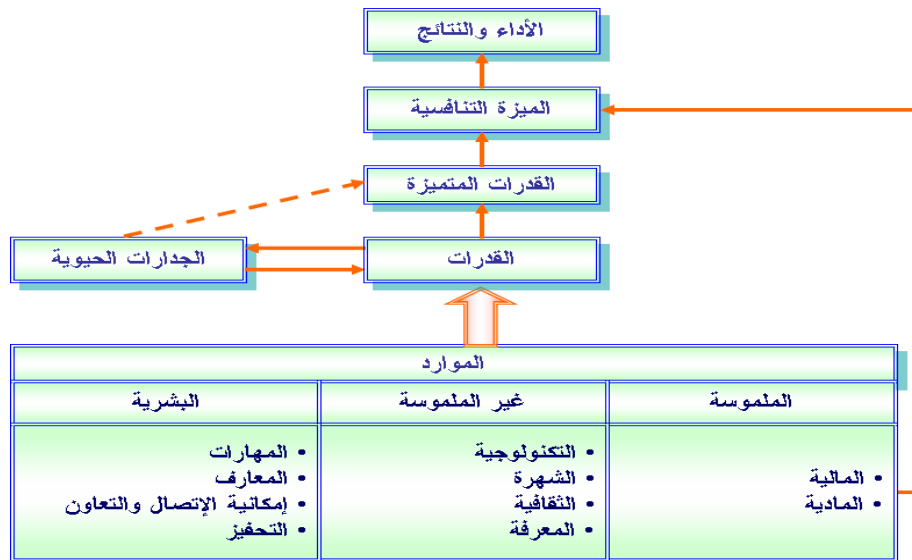 الأداء والنتائج
الميزة التنافسية
القدرات المتميزة
القدرات
الجدارات الحيوية
الموارد
الملموسة
غير الملموسة
البشرية
• المالية
• المادية
• التكنولوجية
• الشهرة
• الثقافية
• المعرفة
• المهارات
• المعارف
• إمكانية الإتصال والتعاون
• التحفيز